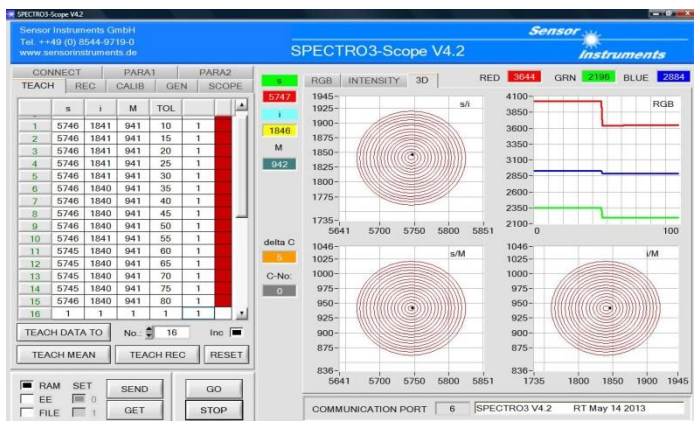 SPECTRO3-Scope V4.2
Sensor Instruments GmbH
Tel. ++49 (0) 8544-9719-0
www.sensorinstruments.de
SPECTRO3-Scope V4.2
Sensor Instruments
CONNECT PARA1 PARA2
TEACH REC CALIB GEN SCOPE
s i M TOL
1 5746 1841 941 10 1
2 5746 1841 941 15 1
3 5746 1841 941 20 1
4 5746 1841 941 25 1
5 5746 1841 941 30 1
6 5746 1840 941 35 1
7 5746 1840 941 40 1
8 5746 1840 941 45 1
9 5746 1840 941 50 1
10 5746 1841 941 55 1
11 5745 1840 941 60 1
12 5745 1840 941 65 1
13 5745 1840 941 70 1
14 5745 1840 941 75 1
15 5746 1840 941 80 1
16 1 1 1 1 1
TEACH DATA TO No.: 16 Inc
TEACH MEAN TEACH REC RESET
RAM SET SEND GO
EE 0
FILE 1 GET STOP
s
5747
i
1846
M
942
delta C
5
C-No:
0
RGB INTENSITY 3D RED 3644 GRN 2196 BLUE 2884
s/i
1945
1925
1900
1875
1850
1825
1800
1775
1735
5641 5700 5750 5800 5851
RGB
4100
3850
3600
3350
3100
2850
2600
2350
2100
0 100
s/M
1046
1025
1000
975
950
925
900
875
836
5641 5700 5750 5800 5851
i/M
1046
1025
1000
975
950
925
900
875
836
1735 1800 1850 1900 1945
COMMUNICATION PORT 6 SPECTRO3 V4.2 RT May 14 2013